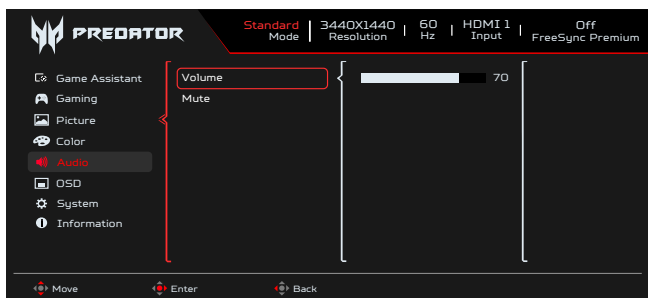 PREDATOR
Standard Mode
3440X1440 Resolution
60 Hz
HDMI 1 Input
Off FreeSync Premium
Game Assistant
Gaming
Picture
Color
Audio
OSD
System
Information
Volume
Mute
70
Move
Enter
Back